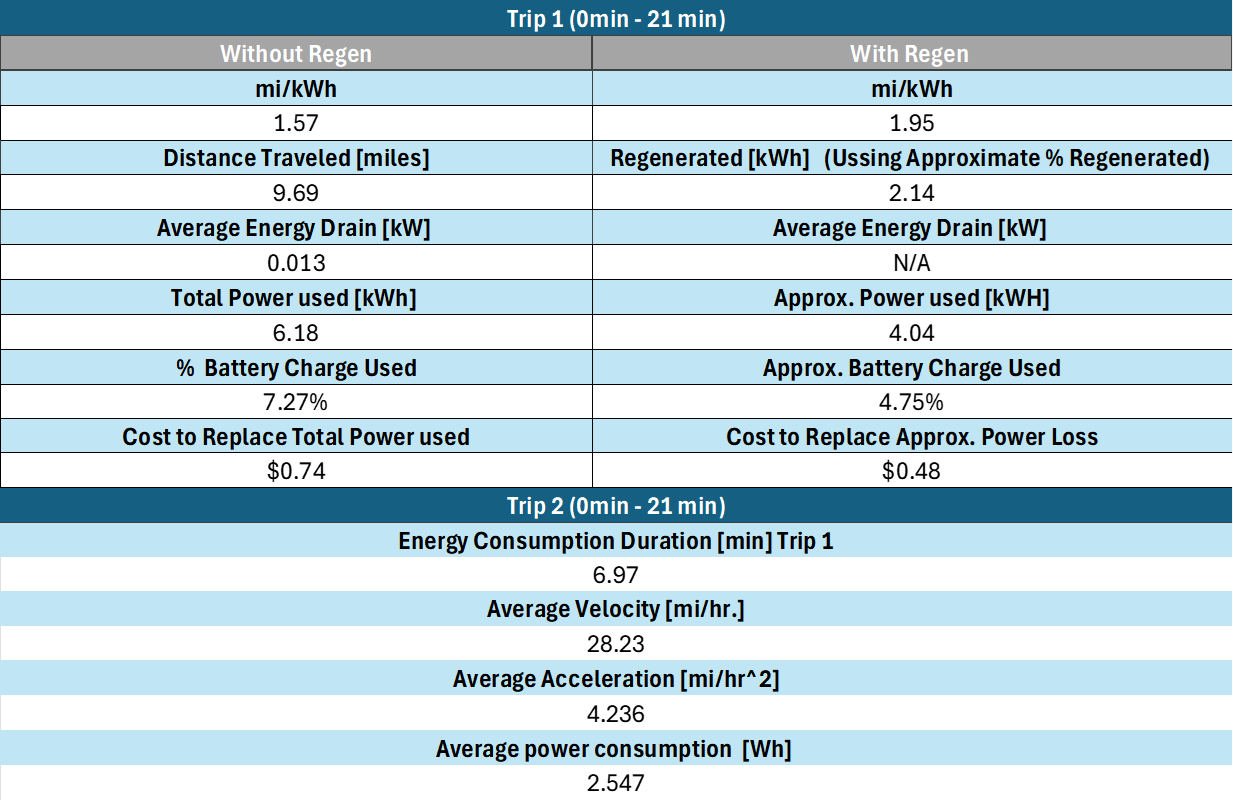 Trip 1 (0min - 21 min)
Without Regen With Regen
mi/kWh mi/kWh
1.57 1.95
Distance Traveled [miles] Regenerated [kWh] (Ussing Approximate % Regenerated)
9.69 2.14
Average Energy Drain [kW] Average Energy Drain [kW]
0.013 N/A
Total Power used [kWh] Approx. Power used [kWH]
6.18 4.04
% Battery Charge Used Approx. Battery Charge Used
7.27% 4.75%
Cost to Replace Total Power used Cost to Replace Approx. Power Loss
$0.74 $0.48
Trip 2 (0min - 21 min)
Energy Consumption Duration [min] Trip 1
6.97
Average Velocity [mi/hr.]
28.23
Average Acceleration [mi/hr^2]
4.236
Average power consumption [Wh]
2.547